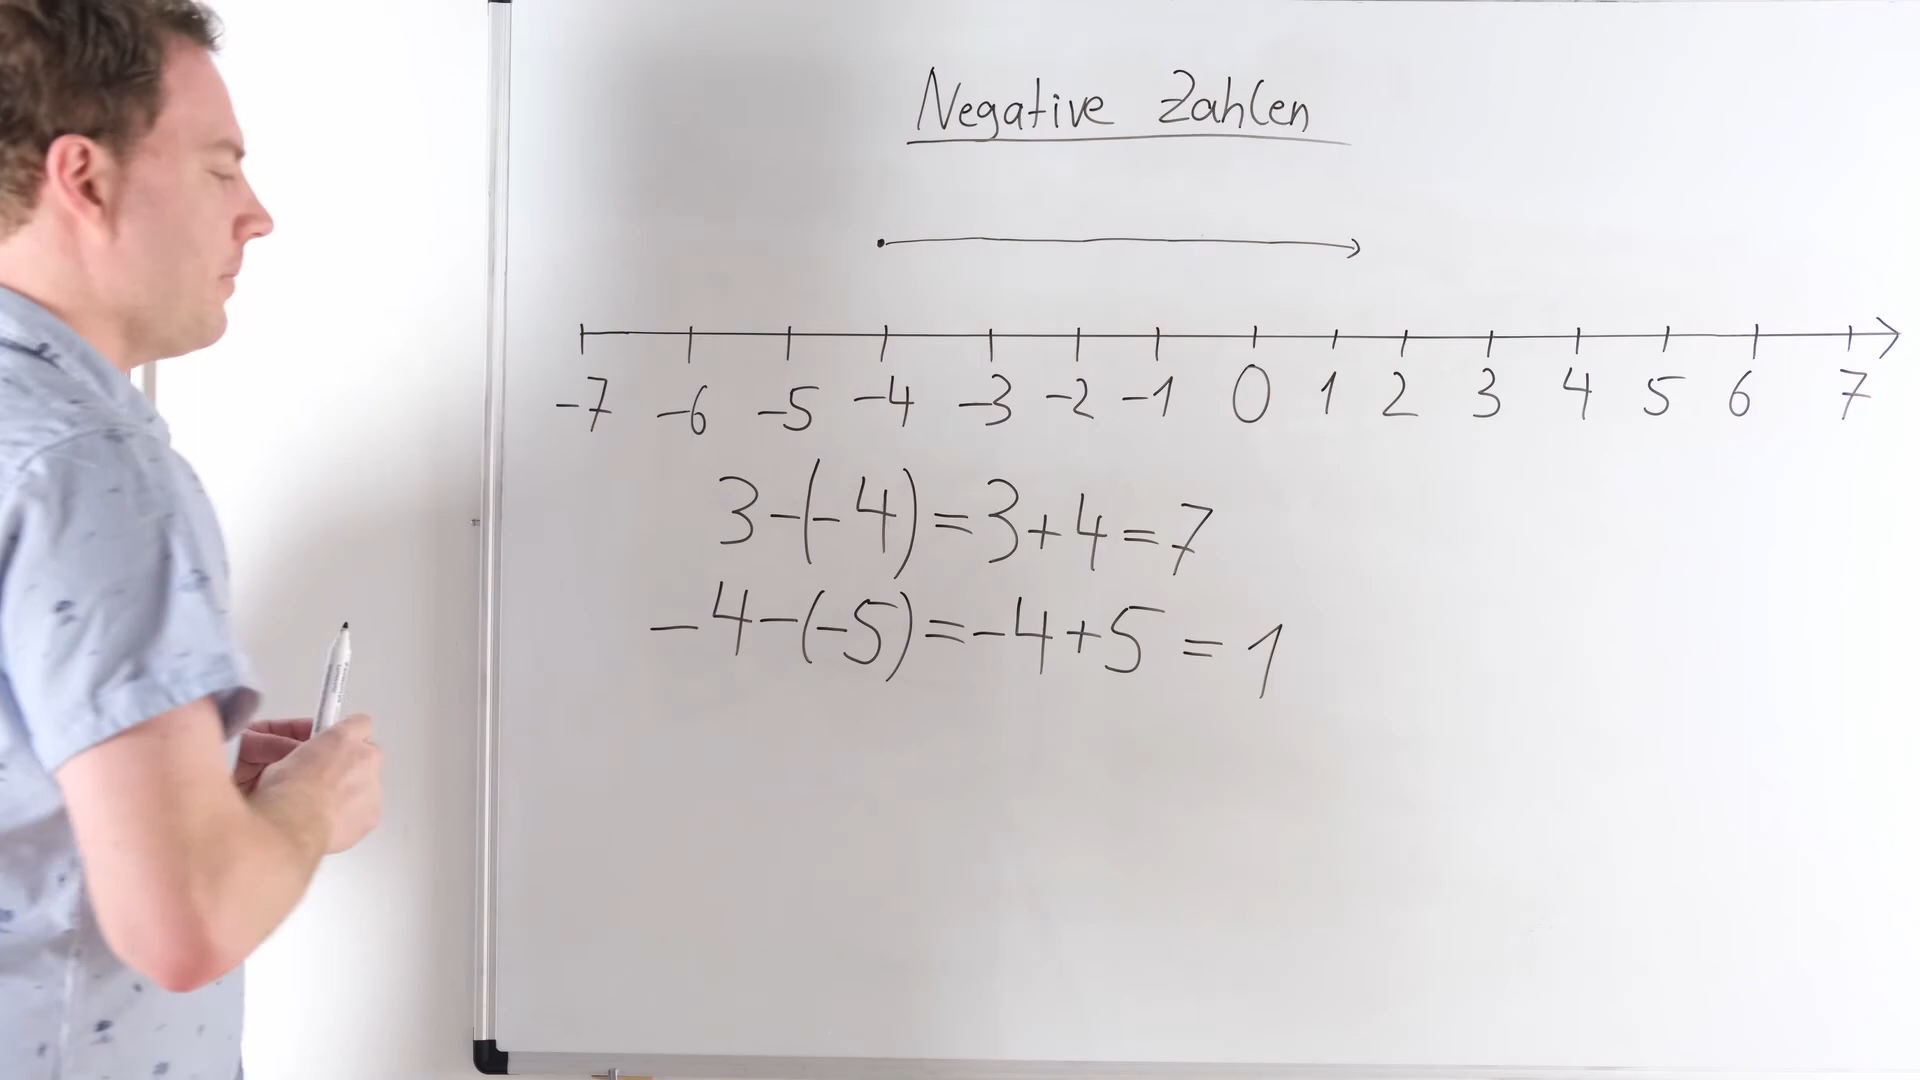 Negative Zahlen
-7 -6 -5 -4 -3 -2 -1 0 1 2 3 4 5 6 7
3-(-4)=3+4=7
-4-(-5)=-4+5=1